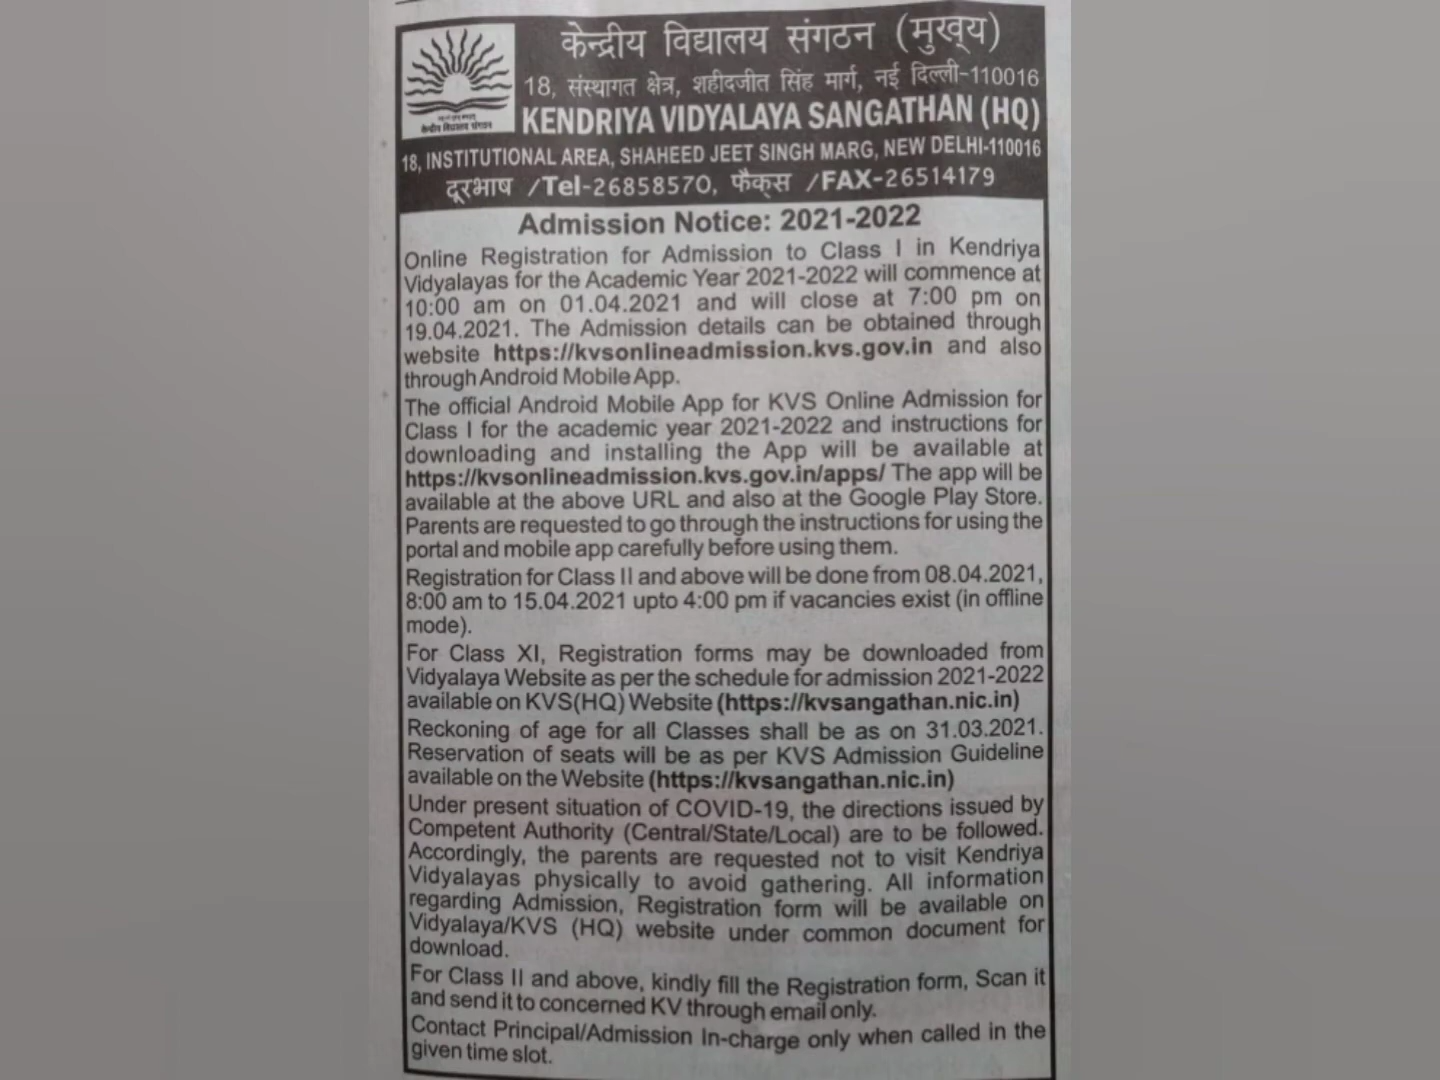 केन्द्रीय विद्यालय संगठन (मुख्य)
18, संस्थागत क्षेत्र, शहीदजीत सिंह मार्ग, नई दिल्ली-110016
KENDRIYA VIDYALAYA SANGATHAN (HQ)
केन्द्रीय विद्यालय संगठन
18, INSTITUTIONAL AREA, SHAHEED JEET SINGH MARG, NEW DELHI-110016
दूरभाष /Tel-26858570, फैक्स /FAX-26514179
Admission Notice: 2021-2022
Online Registration for Admission to Class I in Kendriya
Vidyalayas for the Academic Year 2021-2022 will commence at
10:00 am on 01.04.2021 and will close at 7:00 pm on
19.04.2021. The Admission details can be obtained through
website https://kvsonlineadmission.kvs.gov.in and also
through Android Mobile App.
The official Android Mobile App for KVS Online Admission for
Class I for the academic year 2021-2022 and instructions for
downloading and installing the App will be available at
https://kvsonlineadmission.kvs.gov.in/apps/ The app will be
available at the above URL and also at the Google Play Store.
Parents are requested to go through the instructions for using the
portal and mobile app carefully before using them.
Registration for Class II and above will be done from 08.04.2021,
8:00 am to 15.04.2021 upto 4:00 pm if vacancies exist (in offline
mode).
For Class XI, Registration forms may be downloaded from
Vidyalaya Website as per the schedule for admission 2021-2022
available on KVS(HQ) Website (https://kvsangathan.nic.in)
Reckoning of age for all Classes shall be as on 31.03.2021.
Reservation of seats will be as per KVS Admission Guideline
available on the Website (https://kvsangathan.nic.in)
Under present situation of COVID-19, the directions issued by
Competent Authority (Central/State/Local) are to be followed.
Accordingly, the parents are requested not to visit Kendriya
Vidyalayas physically to avoid gathering. All information
regarding Admission, Registration form will be available on
Vidyalaya/KVS (HQ) website under common document for
download.
For Class II and above, kindly fill the Registration form, Scan it
and send it to concerned KV through email only.
Contact Principal/Admission In-charge only when called in the
given time slot.